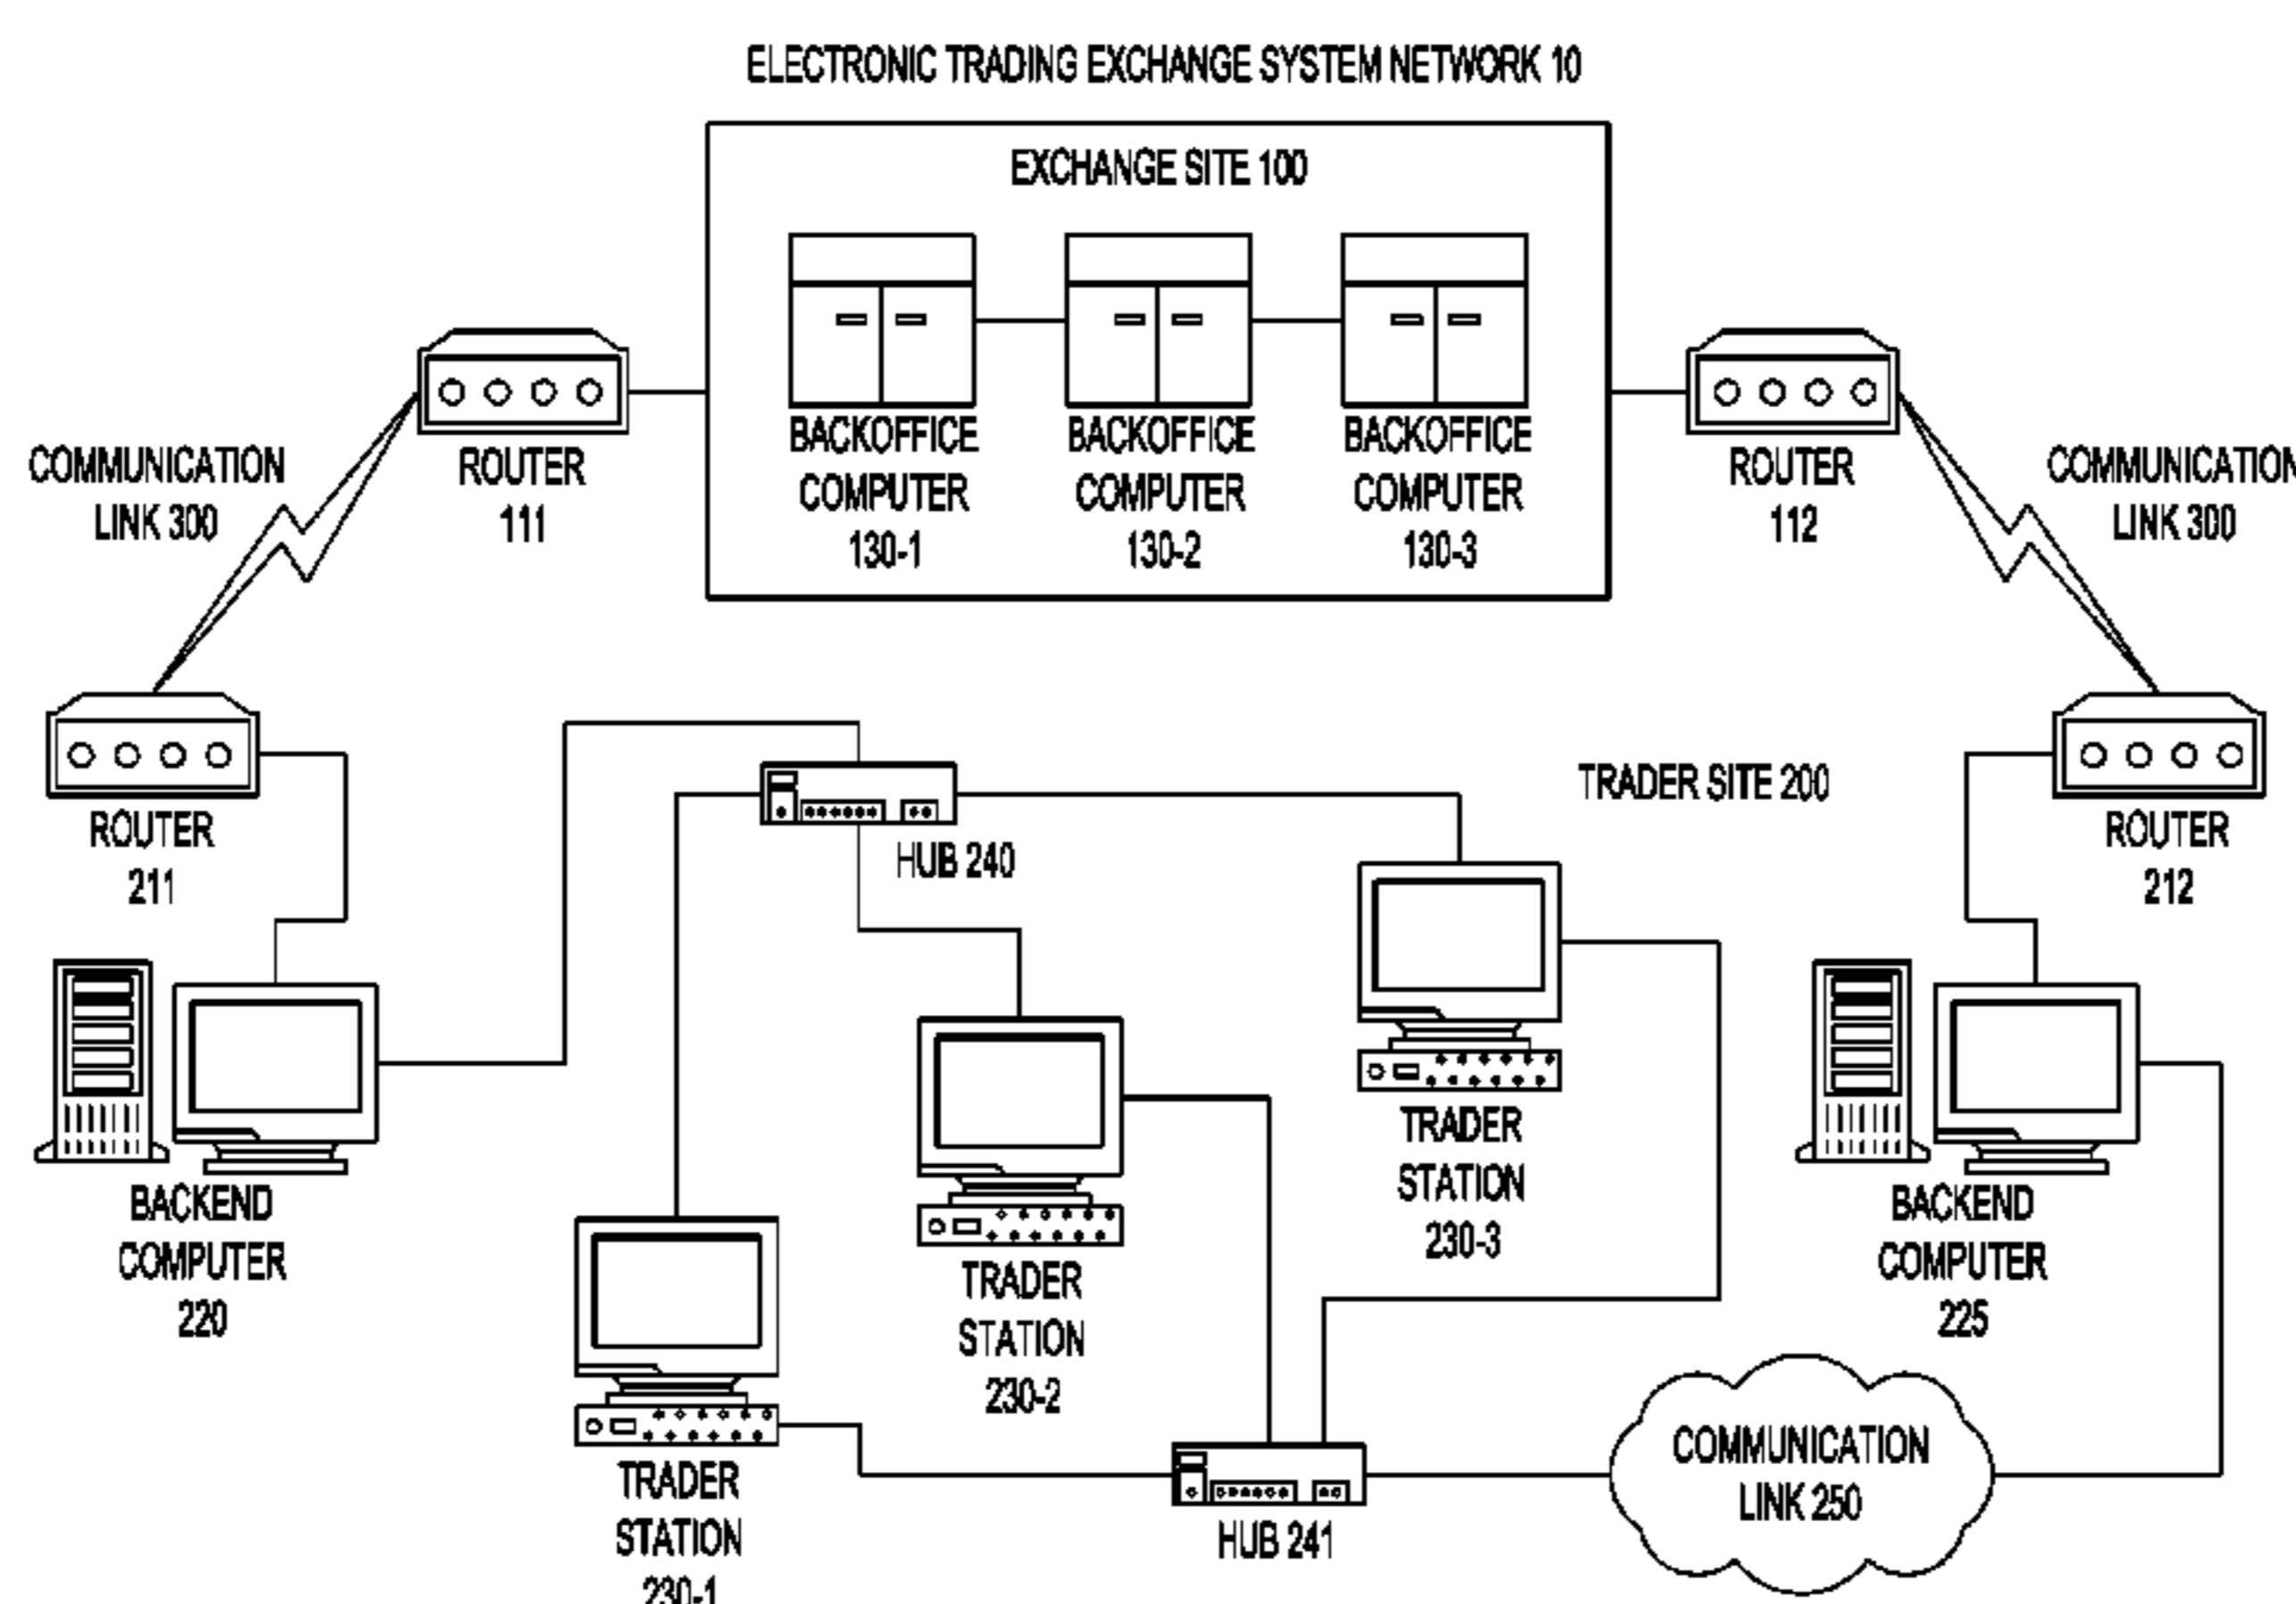 ELECTRONIC TRADING EXCHANGE SYSTEM NETWORK 10
EXCHANGE SITE 100
BACKOFFICE
COMPUTER
130-1
BACKOFFICE
COMPUTER
130-2
BACKOFFICE
COMPUTER
130-3
COMMUNICATION
LINK 300
ROUTER
111
ROUTER
112
COMMUNICATION
LINK 300
ROUTER
211
HUB 240
TRADER SITE 200
ROUTER
212
BACKEND
COMPUTER
220
TRADER
STATION
230-1
TRADER
STATION
230-2
TRADER
STATION
230-3
BACKEND
COMPUTER
225
HUB 241
COMMUNICATION
LINK 250